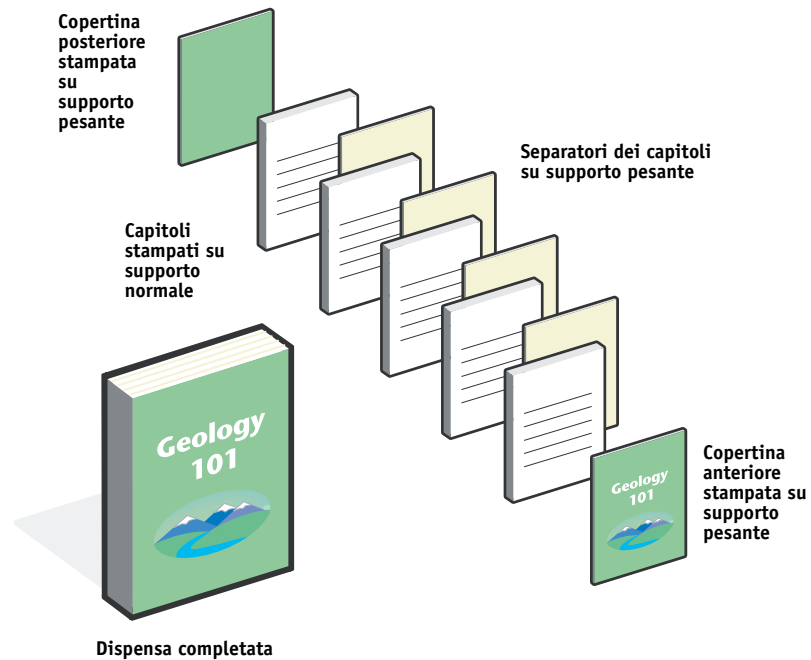 Copertina
posteriore
stampata
su
supporto
pesante
Separatori dei capitoli
su supporto pesante
Capitoli
stampati su
supporto
normale
Geology
101
Geology
101
Copertina
anteriore
stampata su
supporto
pesante
Dispensa completata